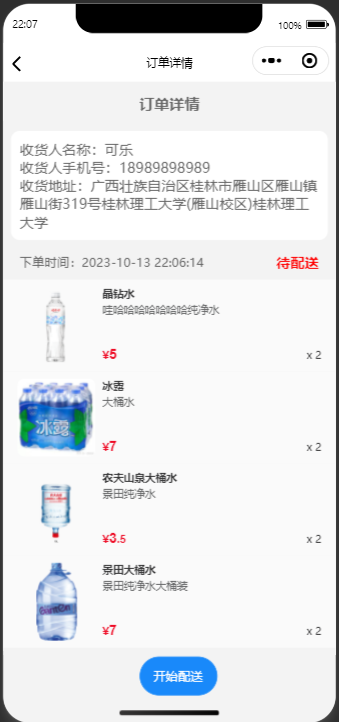 22:07
100%
订单详情
订单详情
收货人名称：可乐
收货人手机号：18989898989
收货地址：广西壮族自治区桂林市雁山区雁山镇
雁山街319号桂林理工大学(雁山校区)桂林理工
大学
下单时间：2023-10-13 22:06:14
待配送
晶钻水
哇哈哈哈哈哈哈哈纯净水
¥5
x 2
冰露
冰露
大桶水
¥7
x 2
农夫山泉大桶水
景田纯净水
¥3.5
x 2
景田大桶水
景田纯净水大桶装
¥7
x 2
开始配送